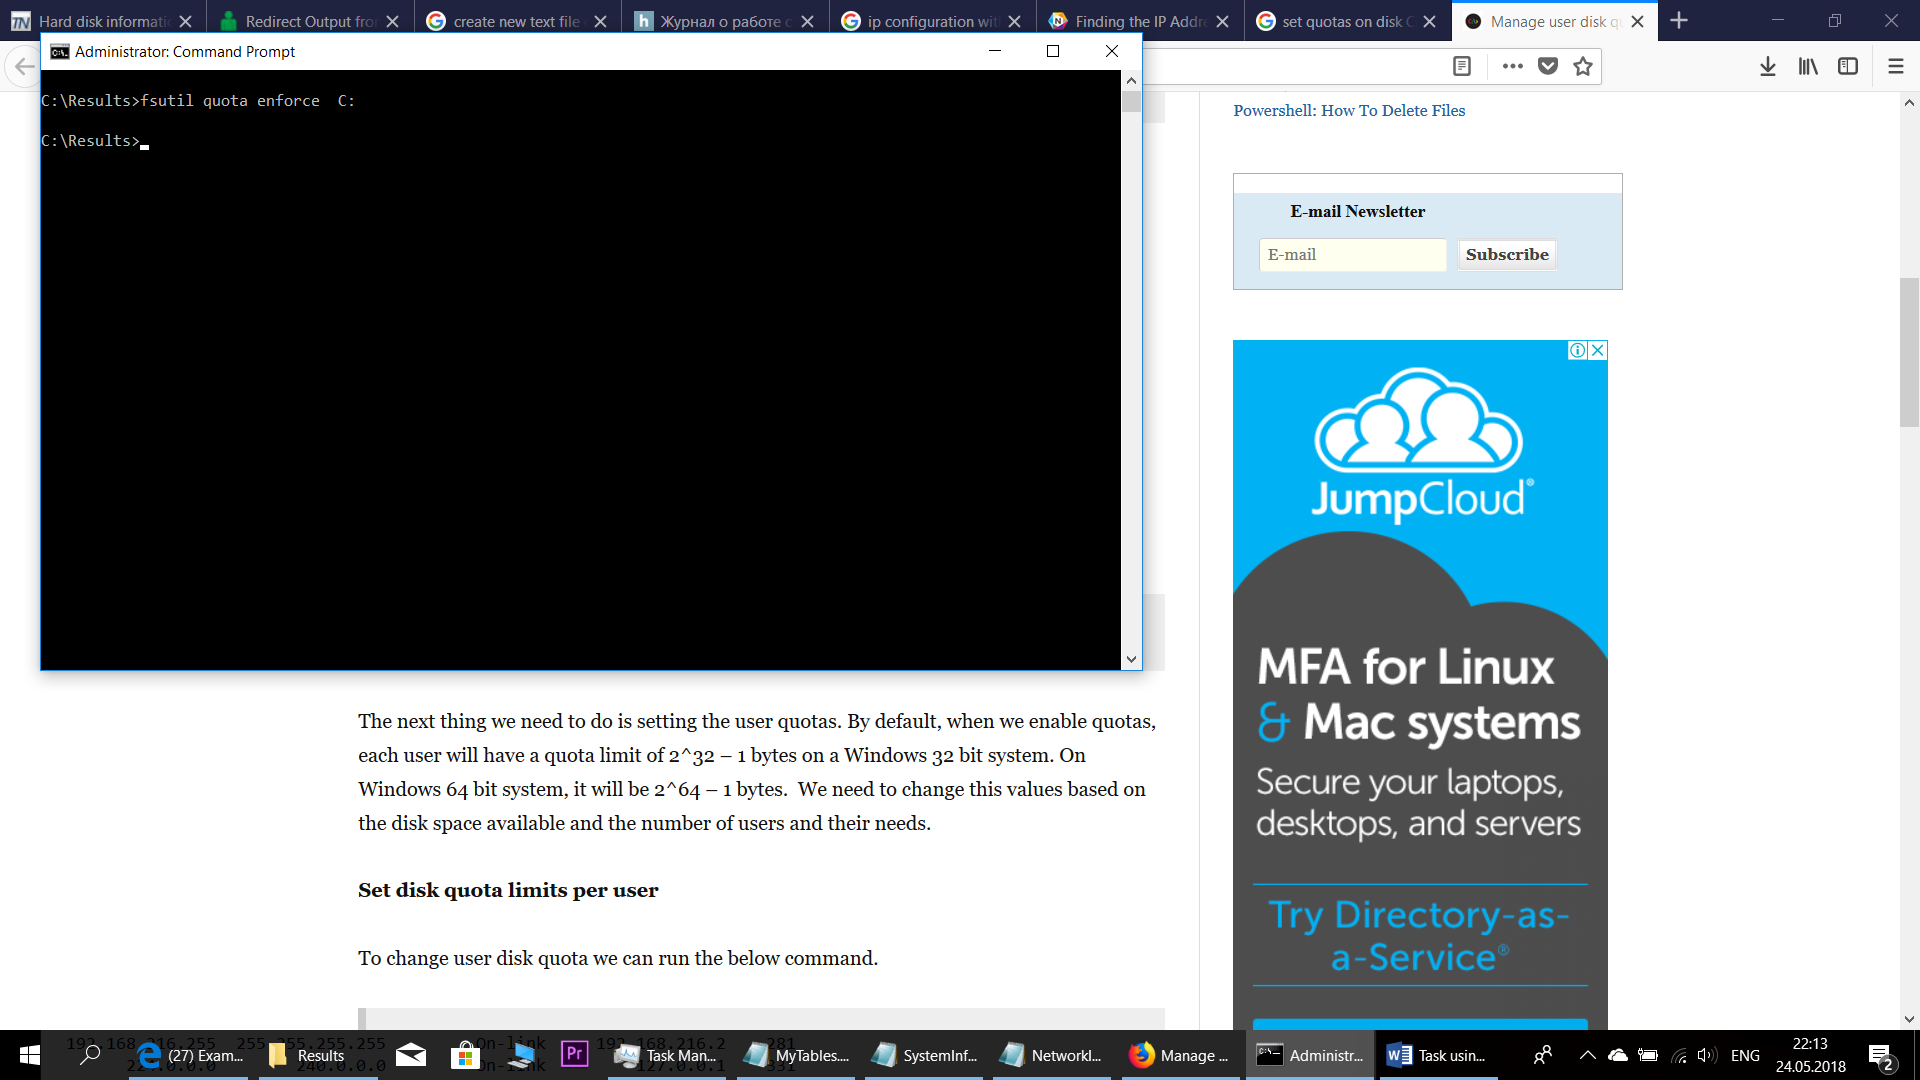 Hard disk informati
Redirect Output fro
create new text file
Журнал о работе с
ip configuration wit
Finding the IP Addr
set quotas on disk C
Manage user disk q
Administrator: Command Prompt
C:\Results>fsutil quota enforce  C:
C:\Results>
Powershell: How To Delete Files
E-mail Newsletter
E-mail
Subscribe
JumpCloud®
MFA for Linux
& Mac systems
Secure your laptops,
desktops, and servers
Try Directory-as-
a-Service®
The next thing we need to do is setting the user quotas. By default, when we enable quotas,
each user will have a quota limit of 2^32 – 1 bytes on a Windows 32 bit system. On
Windows 64 bit system, it will be 2^64 – 1 bytes.  We need to change this values based on
the disk space available and the number of users and their needs.
Set disk quota limits per user
To change user disk quota we can run the below command.
(27) Exam...
Results
Pr
Task Man...
MyTables....
SystemInf...
NetworkI...
Manage ...
Administr...
Task usin...
ENG
22:13
24.05.2018
2